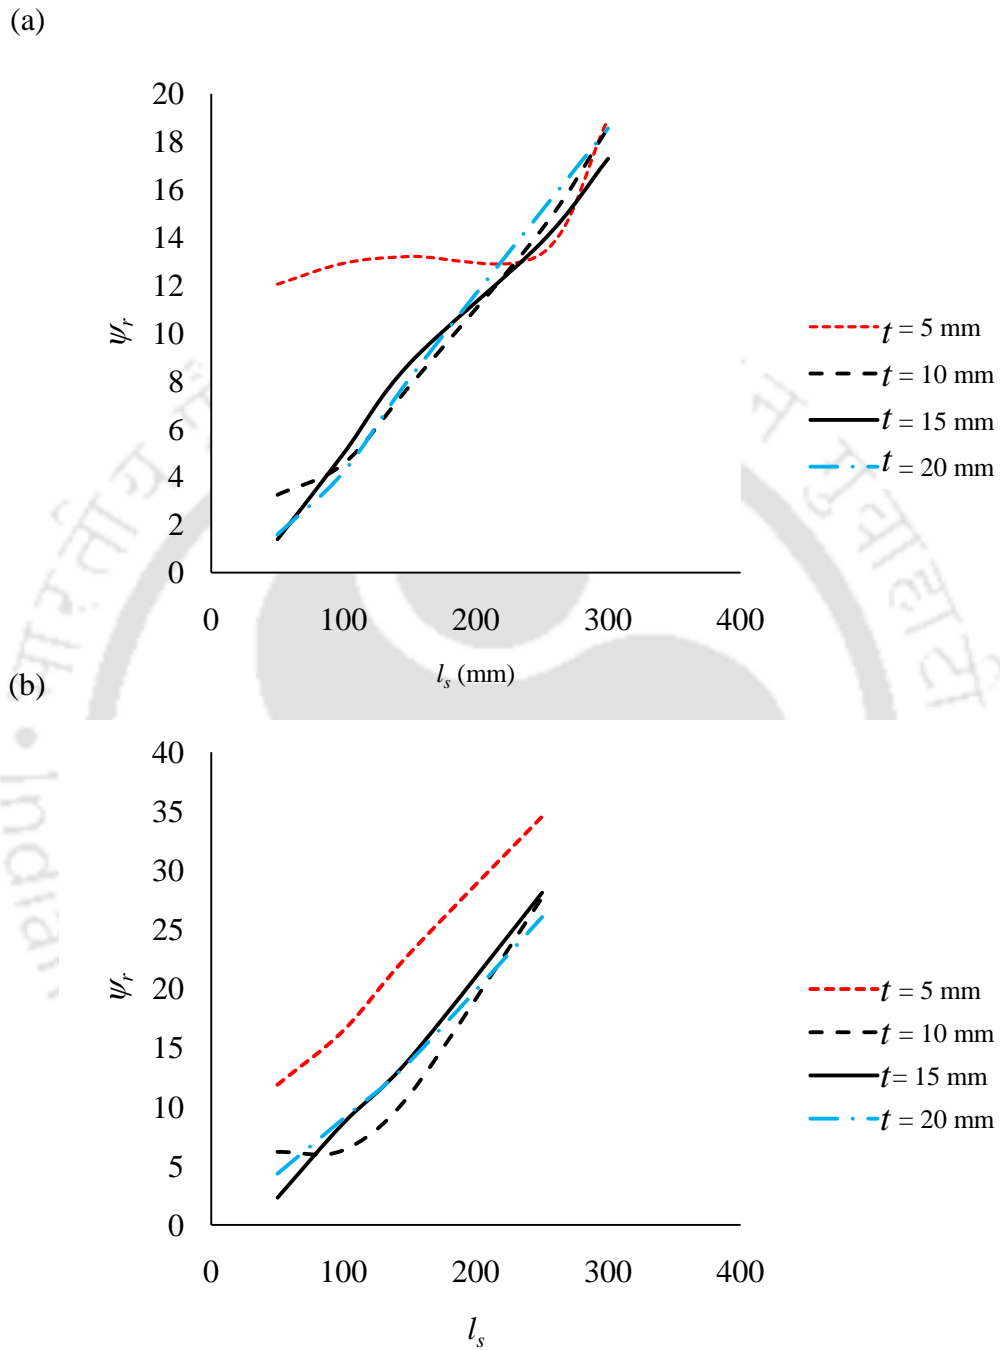 (a)
20
18
16
14
12
10
8
6
4
2
0
ψr
0 100 200 300 400
ls (mm)
t = 5 mm
t = 10 mm
t = 15 mm
t = 20 mm
(b)
40
35
30
25
20
15
10
5
0
ψr
0 100 200 300 400
ls
t = 5 mm
t = 10 mm
t= 15 mm
t = 20 mm
भारतीय
• Indian